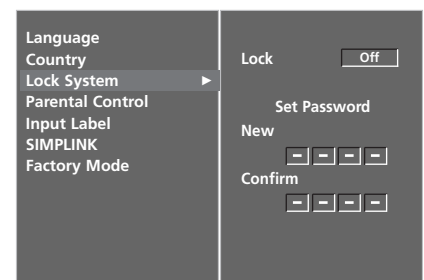 Language
Country
Lock System ►
Parental Control
Input Label
SIMPLINK
Factory Mode
Lock Off
Set Password
New
– – – –
Confirm
– – – –